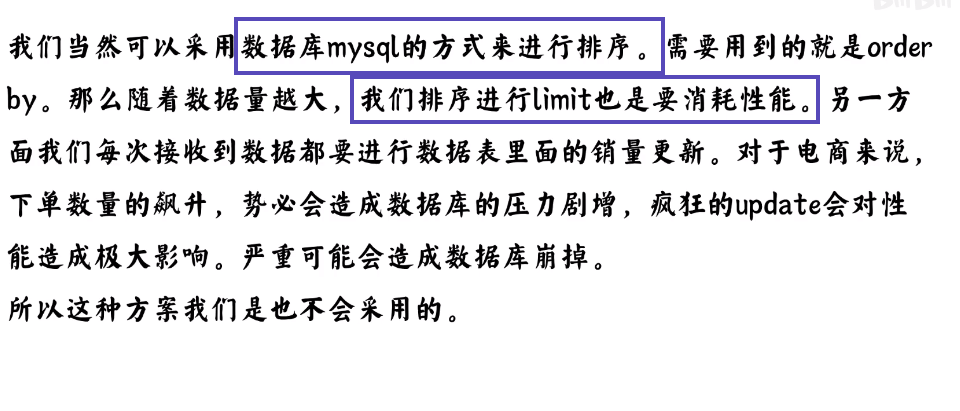 我们当然可以采用数据库mysql的方式来进行排序。需要用到的就是order
by。那么随着数据量越大，我们排序进行limit也是要消耗性能。另一方
面我们每次接收到数据都要进行数据表里面的销量更新。对于电商来说，
下单数量的飙升，势必会造成数据库的压力剧增，疯狂的update会对性
能造成极大影响。严重可能会造成数据库崩掉。
所以这种方案我们是也不会采用的。